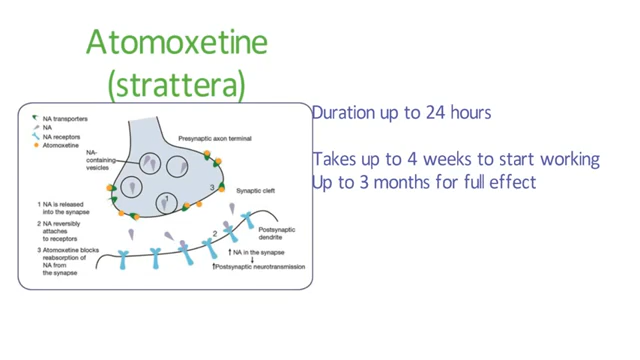 Atomoxetine
(strattera)
Duration up to 24 hours
Takes up to 4 weeks to start working
Up to 3 months for full effect
NA transporters
NA
NA receptors
Atomoxetine
NA-
containing
vesicles
Presynaptic axon terminal
3
1
Synaptic cleft
1 NA is released
into the synapse
2 NA reversibly
attaches
to receptors
3 Atomoxetine blocks
reabsorption of
NA from
the synapse
2
Postsynaptic
dendrite
↑ NA in the synapse
↓
↑Postsynaptic neurotransmission